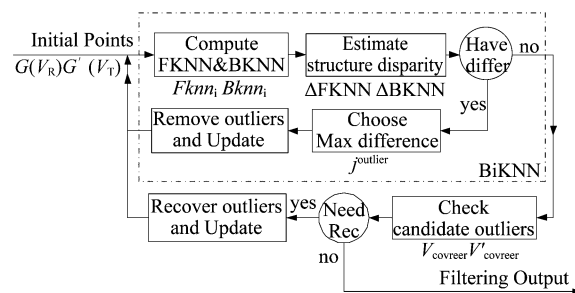 Initial Points
G(V_R)G′ (V_T)
Compute
FKNN&BKNN
Fknn_i Bknn_i
Estimate
structure disparity
ΔFKNN ΔBKNN
Have
differ
no
yes
Remove outliers
and Update
Choose
Max difference
j^outlier
BiKNN
Recover outliers
and Update
yes
Need
Rec
no
Check
candidate outliers
V_covreer V′_covreer
Filtering Output